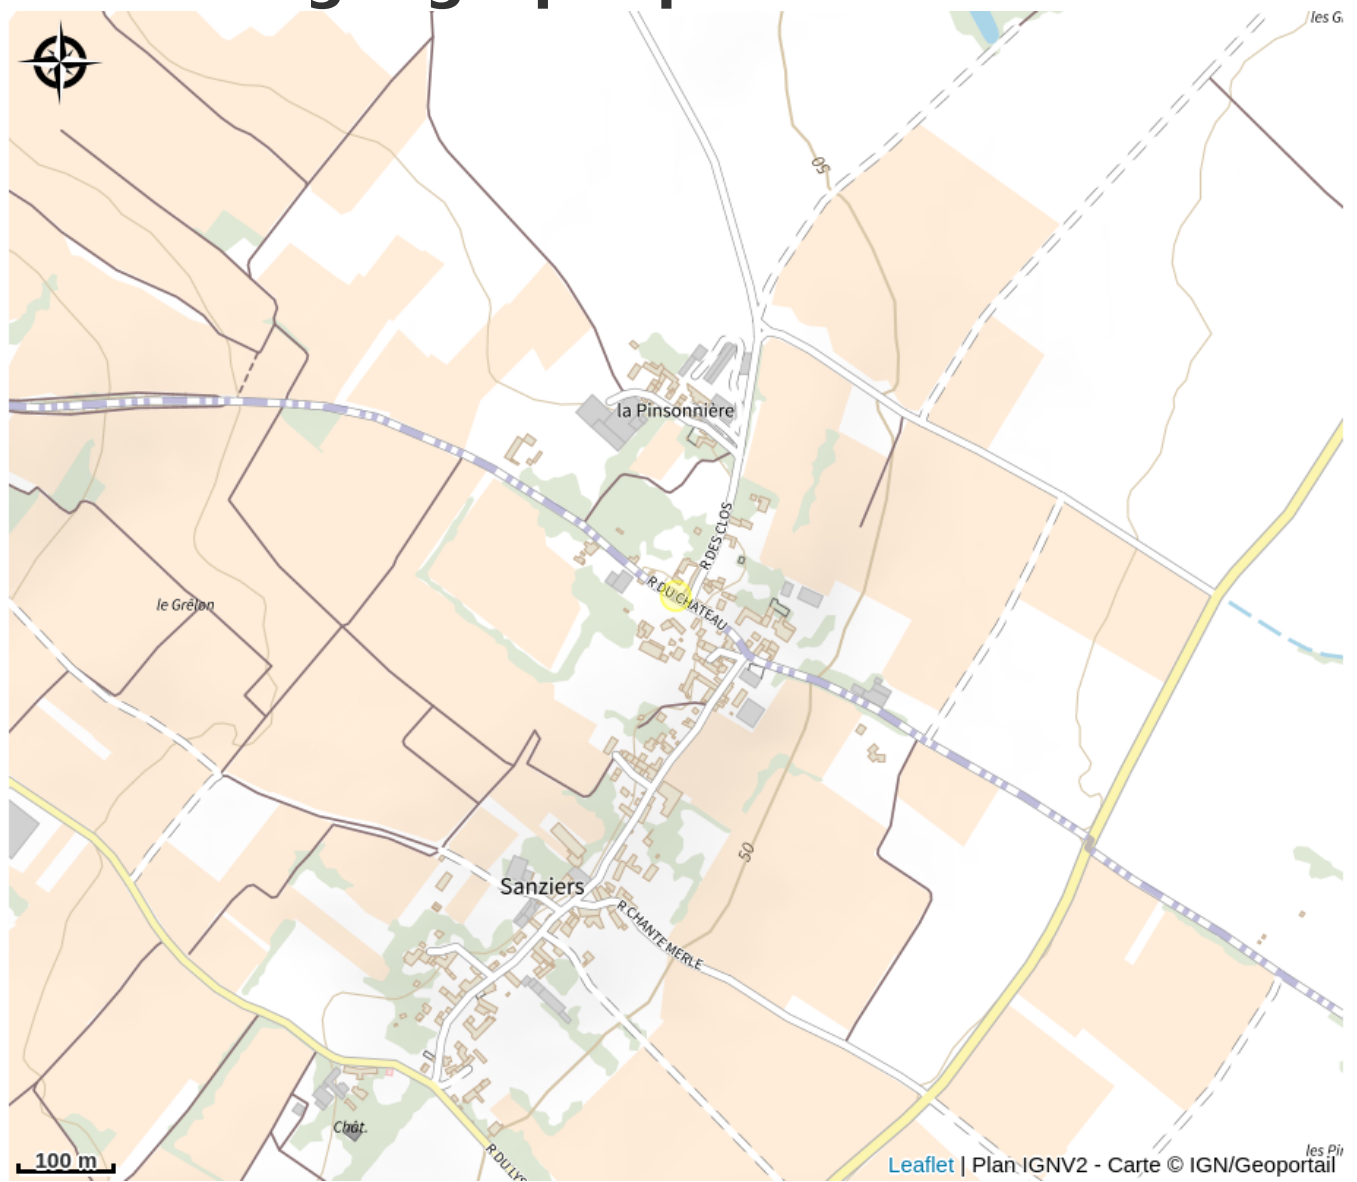 les G
50
la Pinsonnière
R DES CLOS
R DU CHATEAU
le Grêlon
50
Sanziers
R CHANTE MERLE
Chât.
R DU LYS
les Pi
100 m
Leaflet | Plan IGNV2 - Carte © IGN/Geoportail